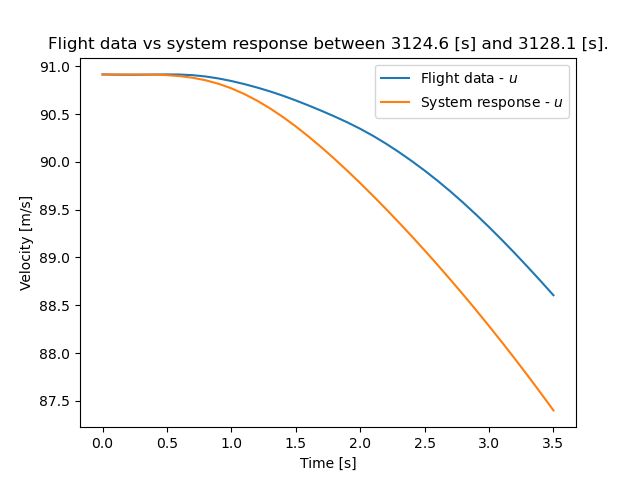 Flight data vs system response between 3124.6 [s] and 3128.1 [s].
Flight data - u
System response - u
Velocity [m/s]
91.0
90.5
90.0
89.5
89.0
88.5
88.0
87.5
0.0 0.5 1.0 1.5 2.0 2.5 3.0 3.5
Time [s]